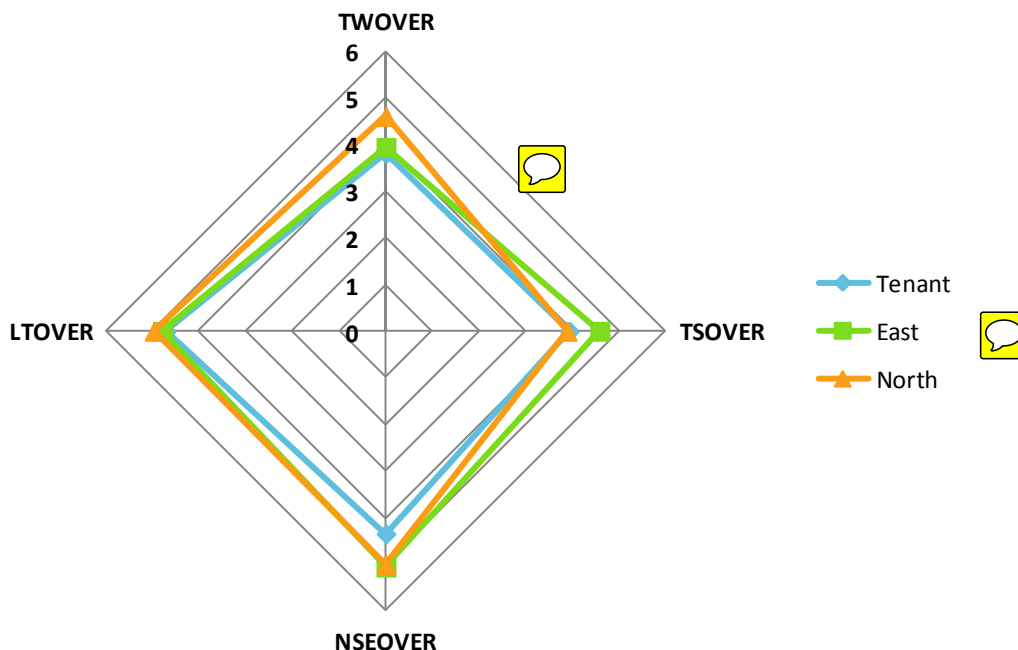 TWOVER
6
5
4
3
2
1
0
LTOVER
TSOVER
NSEOVER
Tenant
East
North